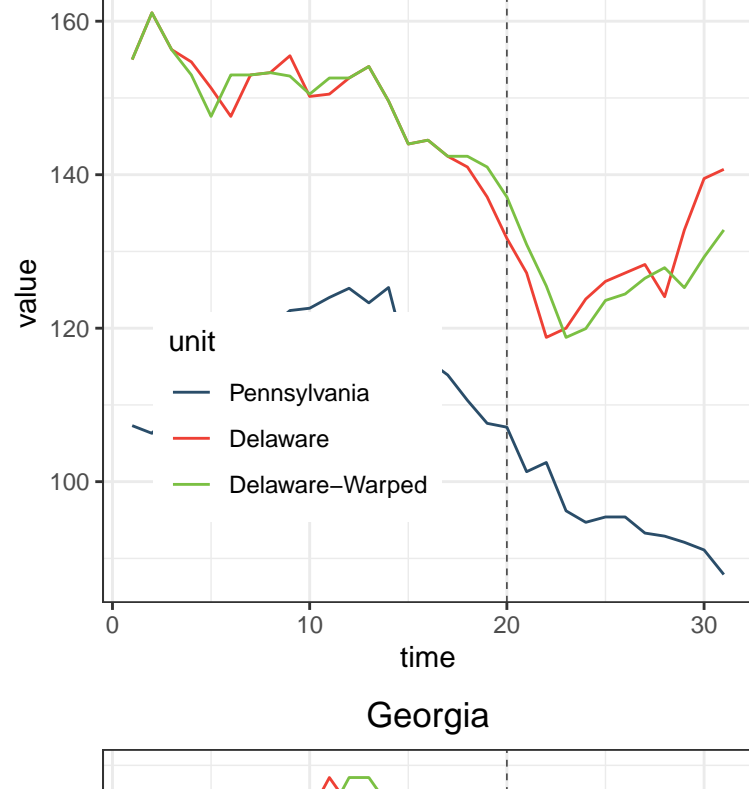 160
140
120
100
value
unit
Pennsylvania
Delaware
Delaware−Warped
0 10 20 30
time
Georgia